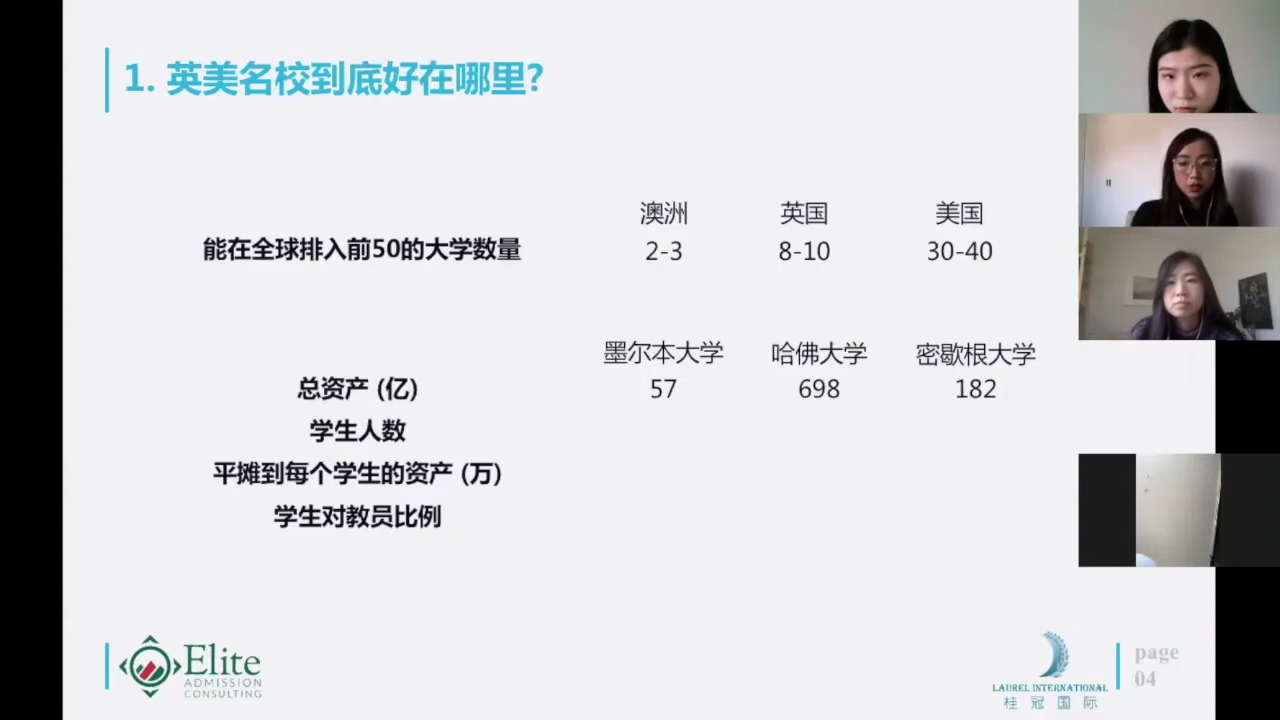 1. 英美名校到底好在哪里?
澳洲 英国 美国
能在全球排入前50的大学数量 2-3 8-10 30-40
墨尔本大学 哈佛大学 密歇根大学
总资产 (亿) 57 698 182
学生人数
平摊到每个学生的资产 (万)
学生对教员比例
Elite
ADMISSION
CONSULTING
LAUREL INTERNATIONAL
桂冠国际
page
04